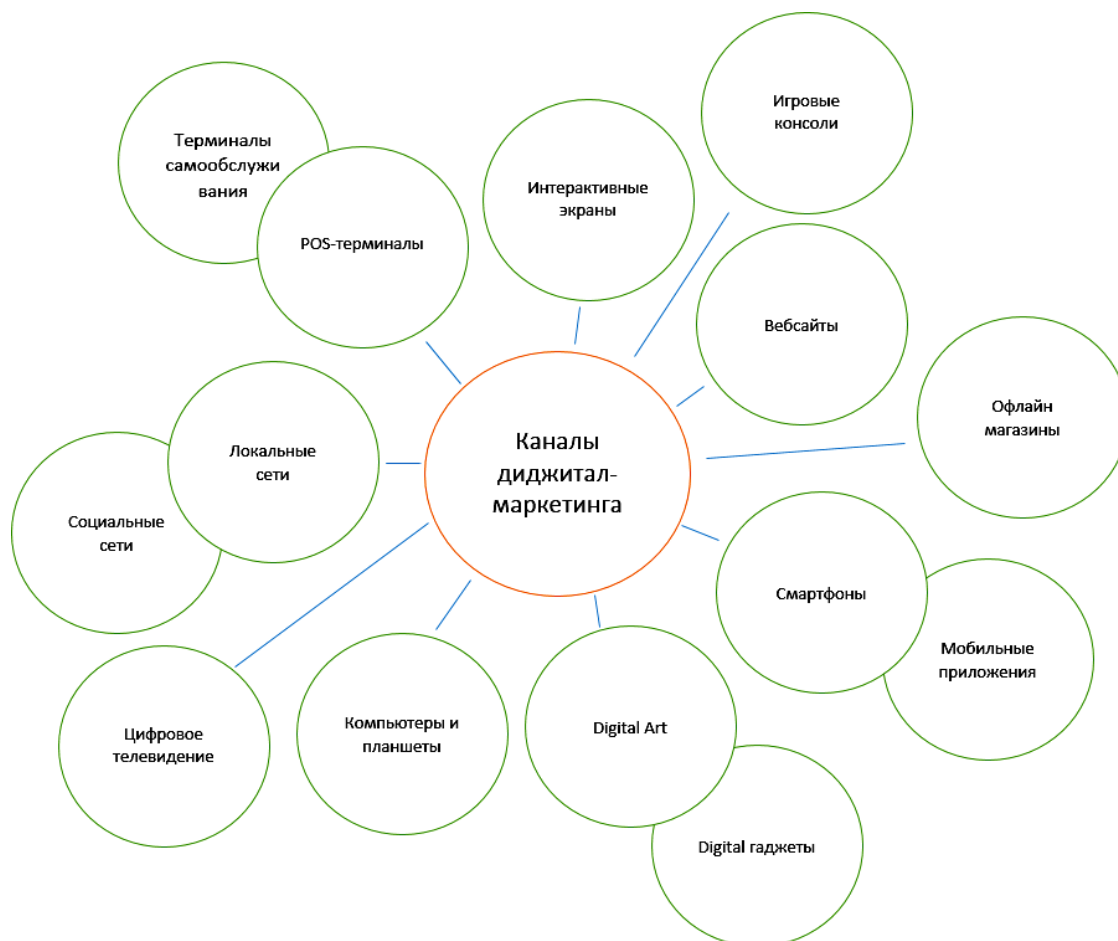 Игровые
консоли
Терминалы
самообслужи
вания
Интерактивные
экраны
POS-терминалы
Вебсайты
Офлайн
магазины
Каналы
диджитал-
маркетинга
Локальные
сети
Социальные
сети
Смартфоны
Мобильные
приложения
Цифровое
телевидение
Компьютеры и
планшеты
Digital Art
Digital гаджеты